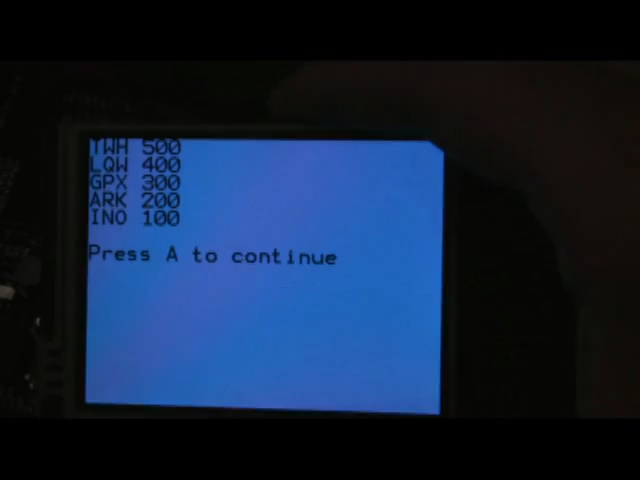 TWH 500
LQW 400
GPX 300
ARK 200
INO 100
Press A to continue